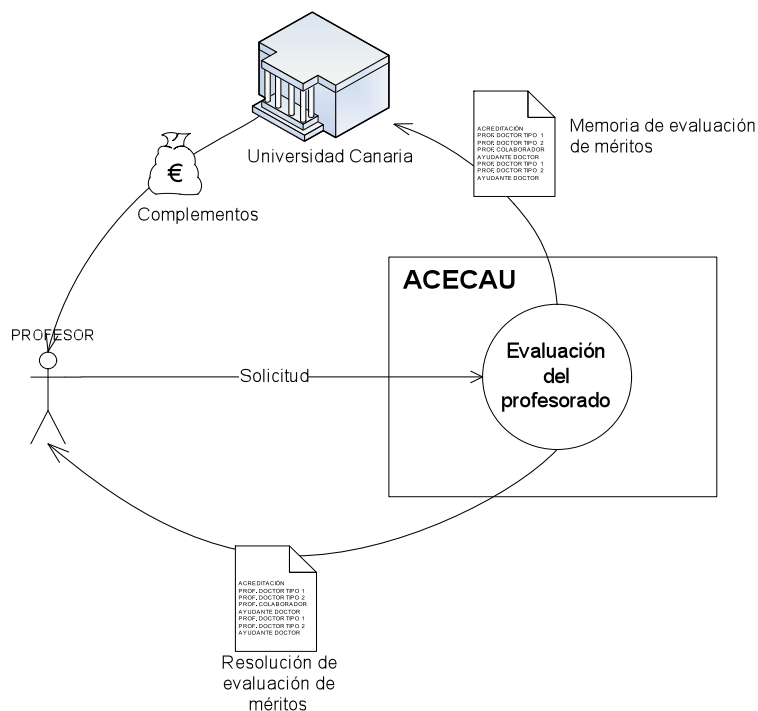 Universidad Canaria
€
Complementos
ACREDITACIÓN
PROF. DOCTOR TIPO 1
PROF. DOCTOR TIPO 2
PROF. COLABORADOR
AYUDANTE DOCTOR
PROF. DOCTOR TIPO 1
PROF. DOCTOR TIPO 2
AYUDANTE DOCTOR
Memoria de evaluación
de méritos
ACECAU
PROFESOR
Solicitud
Evaluación
del
profesorado
ACREDITACIÓN
PROF. DOCTOR TIPO 1
PROF. DOCTOR TIPO 2
PROF. COLABORADOR
AYUDANTE DOCTOR
PROF. DOCTOR TIPO 1
PROF. DOCTOR TIPO 2
AYUDANTE DOCTOR
Resolución de
evaluación de
méritos